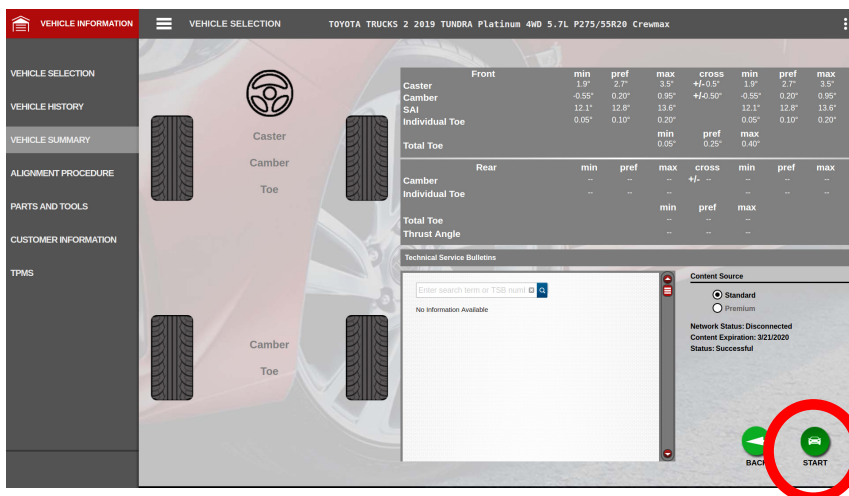 VEHICLE INFORMATION
VEHICLE SELECTION
TOYOTA TRUCKS 2 2019 TUNDRA Platinum 4WD 5.7L P275/55R20 Crewmax
VEHICLE SELECTION
VEHICLE HISTORY
VEHICLE SUMMARY
ALIGNMENT PROCEDURE
PARTS AND TOOLS
CUSTOMER INFORMATION
TPMS
Caster
Camber
Toe
Camber
Toe
Front min pref max cross min pref max
Caster 1.9° 2.7° 3.5° +/-0.5° 1.9° 2.7° 3.5°
Camber -0.55° 0.20° 0.95° +/-0.50° -0.55° 0.20° 0.95°
SAI 12.1° 12.8° 13.6° 12.1° 12.8° 13.6°
Individual Toe 0.05° 0.10° 0.20° 0.05° 0.10° 0.20°
min pref max
Total Toe 0.05° 0.25° 0.40°
Rear min pref max cross min pref max
Camber -- -- -- +/- -- -- -- --
Individual Toe -- -- -- -- -- --
min pref max
Total Toe -- -- --
Thrust Angle -- -- --
Technical Service Bulletins
Enter search term or TSB numb
No Information Available
Content Source
Standard
Premium
Network Status: Disconnected
Content Expiration: 3/21/2020
Status: Successful
BACK
START